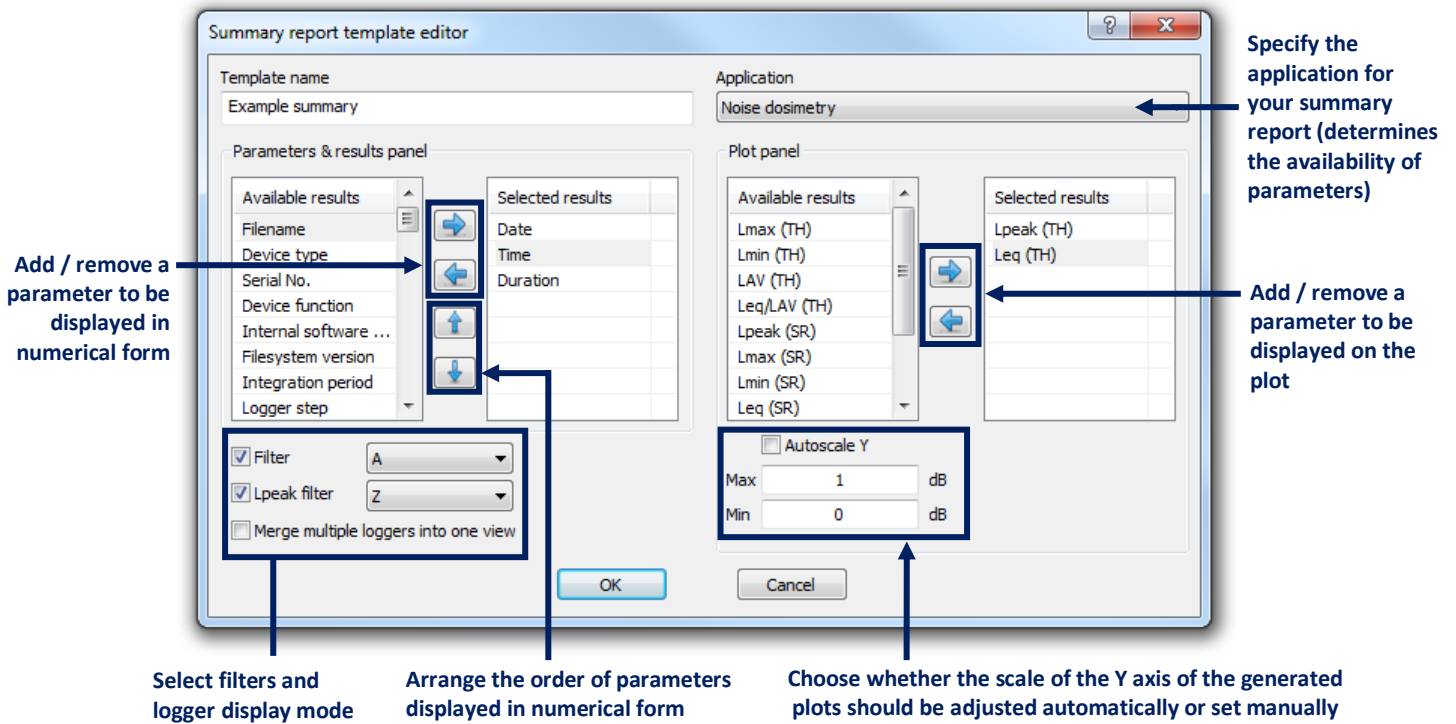 Summary report template editor
Template name
Example summary
Application
Noise dosimetry
Parameters & results panel
Available results
Filename
Device type
Serial No.
Device function
Internal software ...
Filesystem version
Integration period
Logger step
Selected results
Date
Time
Duration
Filter
A
Lpeak filter
Z
Merge multiple loggers into one view
Plot panel
Available results
Lmax (TH)
Lmin (TH)
LAV (TH)
Leq/LAV (TH)
Lpeak (SR)
Lmax (SR)
Lmin (SR)
Leq (SR)
Selected results
Lpeak (TH)
Leq (TH)
Autoscale Y
Max 1 dB
Min 0 dB
OK
Cancel
Specify the
application for
your summary
report (determines
the availability of
parameters)
Add / remove a
parameter to be
displayed in
numerical form
Add / remove a
parameter to be
displayed on the
plot
Select filters and
logger display mode
Arrange the order of parameters
displayed in numerical form
Choose whether the scale of the Y axis of the generated
plots should be adjusted automatically or set manually